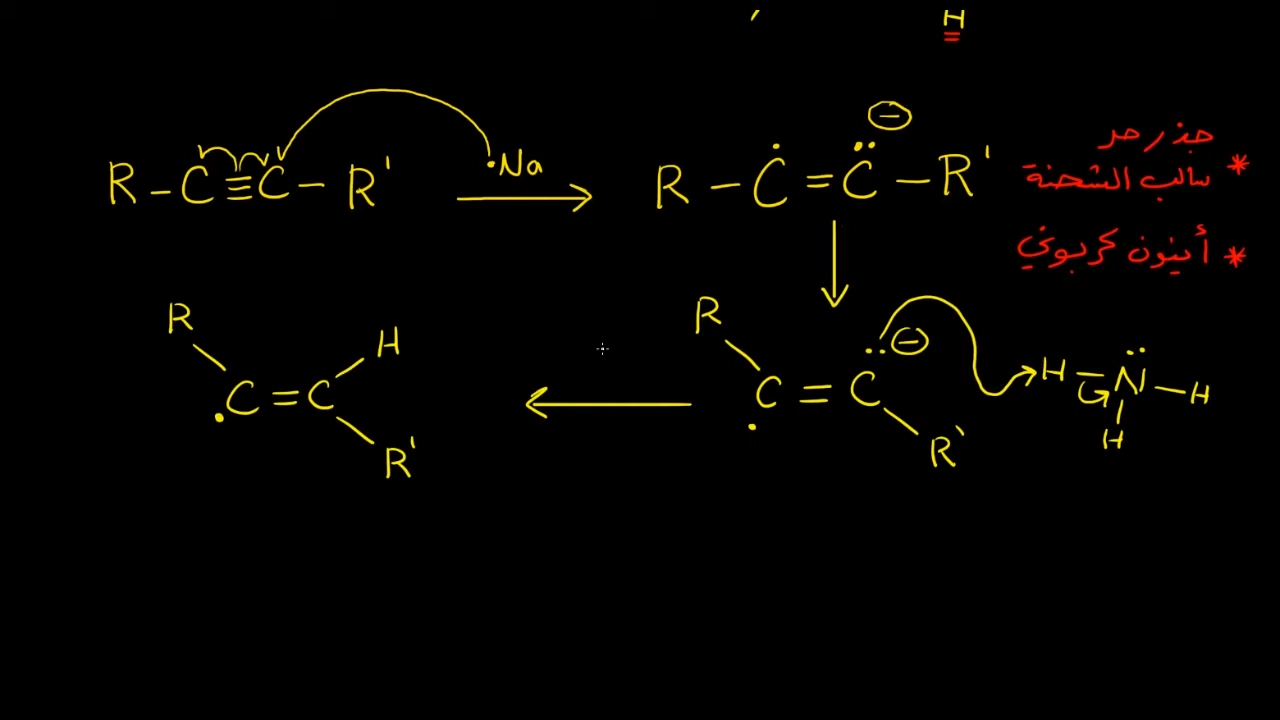 H
R – C ≡ C – R' ·Na
R – Ċ = C̈ – R' ⊖
* جذر حر
سالب الشحنة
* أنيون كربوني
R H
·C = C
R'
R ⊖
C = C
R'
H – N̈ – H
H